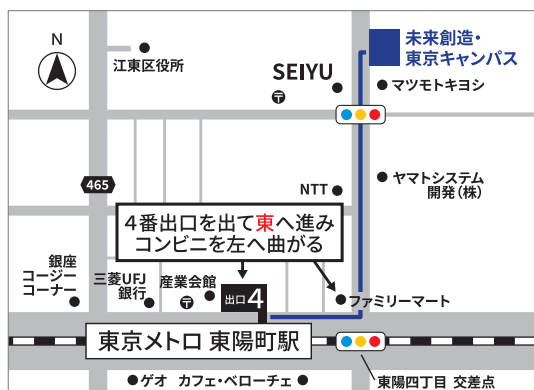 N
江東区役所
未来創造・
東京キャンパス
SEIYU
〒
マツモトキヨシ
465
NTT
ヤマトシステム
開発(株)
4番出口を出て東へ進み
コンビニを左へ曲がる
銀座
コージー
コーナー
三菱UFJ
銀行
産業会館
〒
出口4
ファミリーマート
東京メトロ 東陽町駅
ゲオ カフェ・ベローチェ
東陽四丁目 交差点